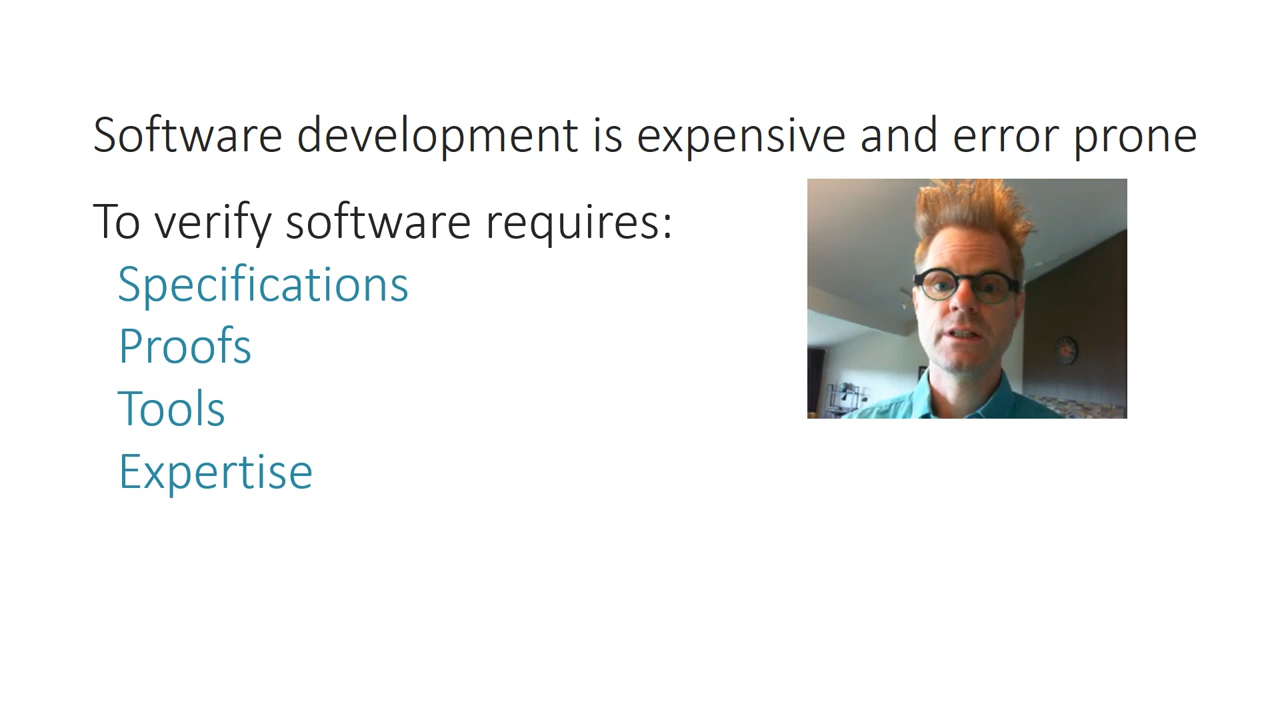 Software development is expensive and error prone
To verify software requires:
Specifications
Proofs
Tools
Expertise